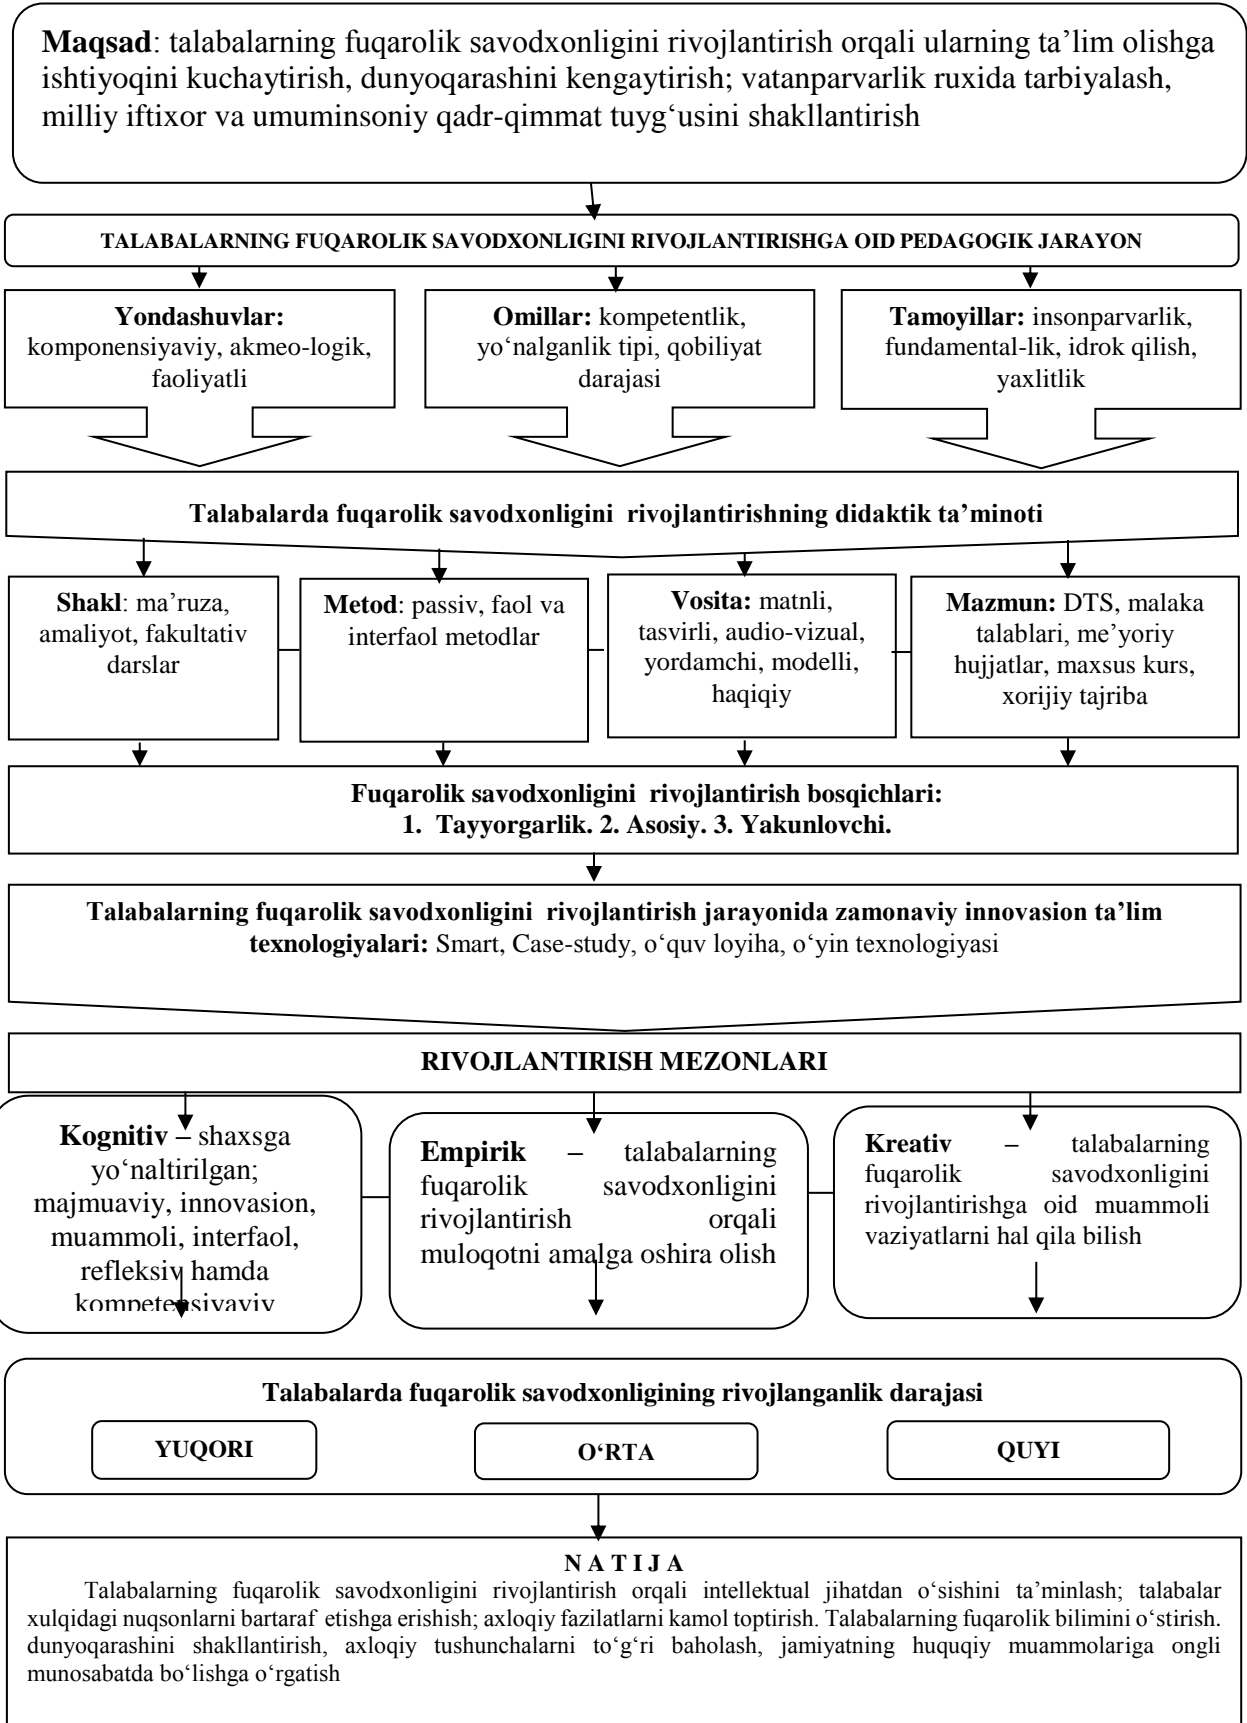 Maqsad: talabalarning fuqarolik savodxonligini rivojlantirish orqali ularning ta’lim olishga
ishtiyoqini kuchaytirish, dunyoqarashini kengaytirish; vatanparvarlik ruxida tarbiyalash,
milliy iftixor va umuminsoniy qadr-qimmat tuyg‘usini shakllantirish
TALABALARNING FUQAROLIK SAVODXONLIGINI RIVOJLANTIRISHGA OID PEDAGOGIK JARAYON
Yondashuvlar:
komponensiyaviy, akmeo-logik,
faoliyatli
Omillar: kompetentlik,
yo‘nalganlik tipi, qobiliyat
darajasi
Tamoyillar: insonparvarlik,
fundamental-lik, idrok qilish,
yaxlitlik
Talabalarda fuqarolik savodxonligini rivojlantirishning didaktik ta’minoti
Shakl: ma’ruza,
amaliyot, fakultativ
darslar
Metod: passiv, faol va
interfaol metodlar
Vosita: matnli,
tasvirli, audio-vizual,
yordamchi, modelli,
haqiqiy
Mazmun: DTS, malaka
talablari, me’yoriy
hujjatlar, maxsus kurs,
xorijiy tajriba
Fuqarolik savodxonligini rivojlantirish bosqichlari:
1. Tayyorgarlik. 2. Asosiy. 3. Yakunlovchi.
Talabalarning fuqarolik savodxonligini rivojlantirish jarayonida zamonaviy innovasion ta’lim
texnologiyalari: Smart, Case-study, o‘quv loyiha, o‘yin texnologiyasi
RIVOJLANTIRISH MEZONLARI
Kognitiv – shaxsga
yo‘naltirilgan;
majmuaviy, innovasion,
muammoli, interfaol,
refleksiv hamda
kompetensiyaviy
Empirik – talabalarning
fuqarolik savodxonligini
rivojlantirish orqali
muloqotni amalga oshira olish
Kreativ – talabalarning
fuqarolik savodxonligini
rivojlantirishga oid muammoli
vaziyatlarni hal qila bilish
Talabalarda fuqarolik savodxonligining rivojlanganlik darajasi
YUQORI
O‘RTA
QUYI
N A T I J A
Talabalarning fuqarolik savodxonligini rivojlantirish orqali intellektual jihatdan o‘sishini ta’minlash; talabalar
xulqidagi nuqsonlarni bartaraf etishga erishish; axloqiy fazilatlarni kamol toptirish. Talabalarning fuqarolik bilimini o‘stirish.
dunyoqarashini shakllantirish, axloqiy tushunchalarni to‘g‘ri baholash, jamiyatning huquqiy muammolariga ongli
munosabatda bo‘lishga o‘rgatish